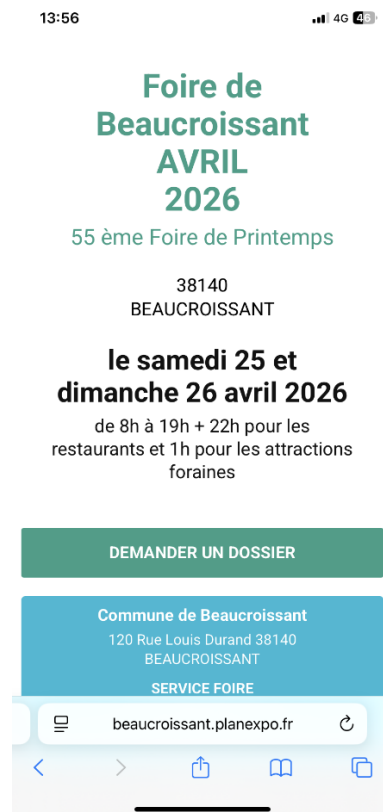 13:56
4G 46
Foire de
Beaucroissant
AVRIL
2026
55 ème Foire de Printemps
38140
BEAUCROISSANT
le samedi 25 et
dimanche 26 avril 2026
de 8h à 19h + 22h pour les
restaurants et 1h pour les attractions
foraines
DEMANDER UN DOSSIER
Commune de Beaucroissant
120 Rue Louis Durand 38140
BEAUCROISSANT
SERVICE FOIRE
beaucroissant.planexpo.fr